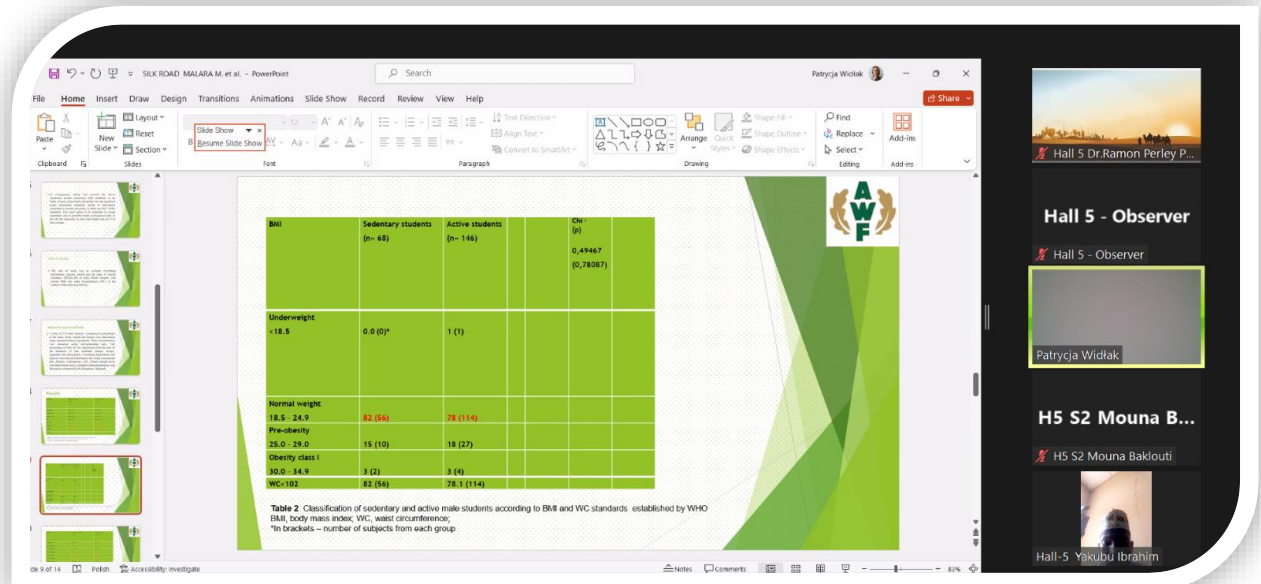 SILK ROAD MALARA M. et al. - PowerPoint
Search
Patrycja Widłak
File Home Insert Draw Design Transitions Animations Slide Show Record Review View Help
Share
Paste
New
Slide
Layout
Reset
Section
Slide Show
Resume Slide Show
Text Direction
Align Text
Convert to SmartArt
Arrange
Quick
Styles
Shape Fill
Shape Outline
Shape Effects
Find
Replace
Select
Add-ins
Clipboard
Slides
Font
Paragraph
Drawing
Editing
Add-ins
AWF
BMI
Sedentary students
(n- 68)
Active students
(n- 146)
Chi -
(p)
0,49467
(0,78087)
Underweight
<18.5 0.0 (0)* 1 (1)
Normal weight
18.5 - 24.9 82 (56) 78 (114)
Pre-obesity
25.0 - 29.0 15 (10) 18 (27)
Obesity class I
30.0 - 34.9 3 (2) 3 (4)
WC<102 82 (56) 78.1 (114)
Table 2 Classification of sedentary and active male students according to BMI and WC standards established by WHO
BMI, body mass index; WC, waist circumference;
*In brackets – number of subjects from each group
de 9 of 14 Polish Accessibility: Investigate
Notes Comments 83%
Hall 5 Dr.Ramon Perley P...
Hall 5 - Observer
Hall 5 - Observer
Patrycja Widłak
H5 S2 Mouna B...
H5 S2 Mouna Baklouti
Hall-5 Yakubu Ibrahim